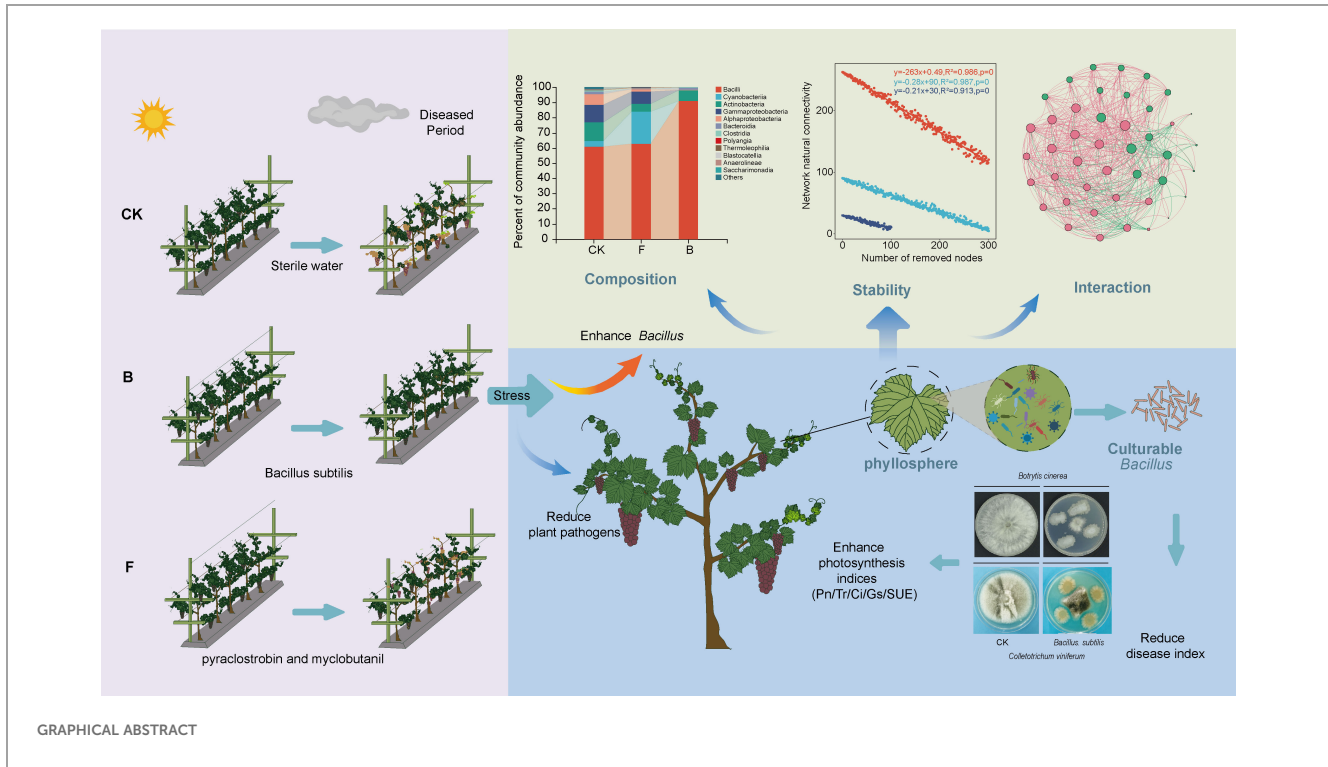 Diseased
Period
CK
Sterile water
B
Bacillus subtilis
F
pyraclostrobin and myclobutanil
Percent of community abundance
100
90
80
70
60
50
40
30
20
10
0
CK
F
B
Bacilli
Cyanobacteriia
Actinobacteria
Gammaproteobacteria
Alphaproteobacteria
Bacteroidia
Clostridia
Polyangia
Thermoleophilia
Blastocatellia
Anaerolineae
Saccharimonadia
Others
Composition
Network natural connectivity
y=-263x+0.49, R²=0.986,p=0
y=-0.28x+90,R²=0.987,p=0
y=-0.21x+30,R²=0.913,p=0
200
100
0
0
100
200
300
Number of removed nodes
Stability
Interaction
Enhance Bacillus
Stress
Reduce
plant pathogens
phyllosphere
Culturable
Bacillus
Botrytis cinerea
Enhance
photosynthesis
indices
(Pn/Tr/Ci/Gs/SUE)
CK
Bacillus. subtilis
Colletotrichum viniferum
Reduce
disease index
GRAPHICAL ABSTRACT